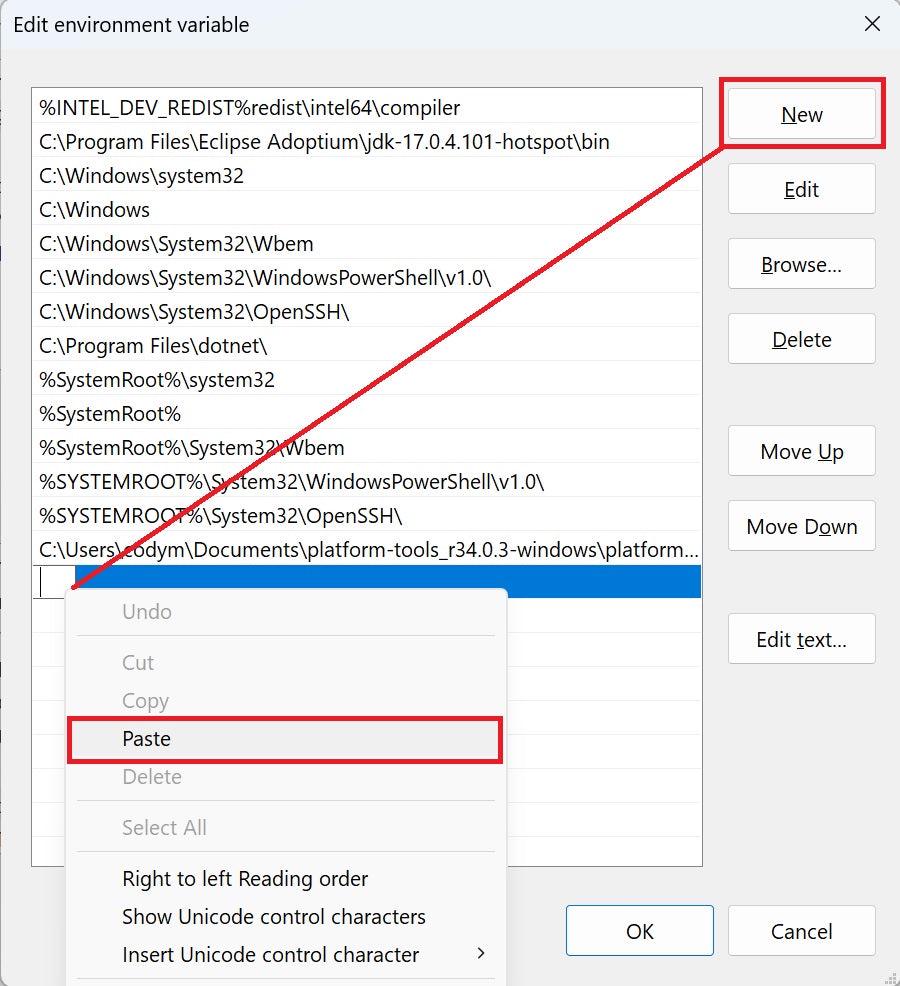 Edit environment variable
%INTEL_DEV_REDIST%redist\intel64\compiler
C:\Program Files\Eclipse Adoptium\jdk-17.0.4.101-hotspot\bin
C:\Windows\system32
C:\Windows
C:\Windows\System32\Wbem
C:\Windows\System32\WindowsPowerShell\v1.0\
C:\Windows\System32\OpenSSH\
C:\Program Files\dotnet\
%SystemRoot%\system32
%SystemRoot%
%SystemRoot%\System32\Wbem
%SYSTEMROOT%\System32\WindowsPowerShell\v1.0\
%SYSTEMROOT%\System32\OpenSSH\
C:\Users\codym\Documents\platform-tools_r34.0.3-windows\platform...
New
Edit
Browse...
Delete
Move Up
Move Down
Edit text...
Undo
Cut
Copy
Paste
Delete
Select All
Right to left Reading order
Show Unicode control characters
Insert Unicode control character
OK
Cancel